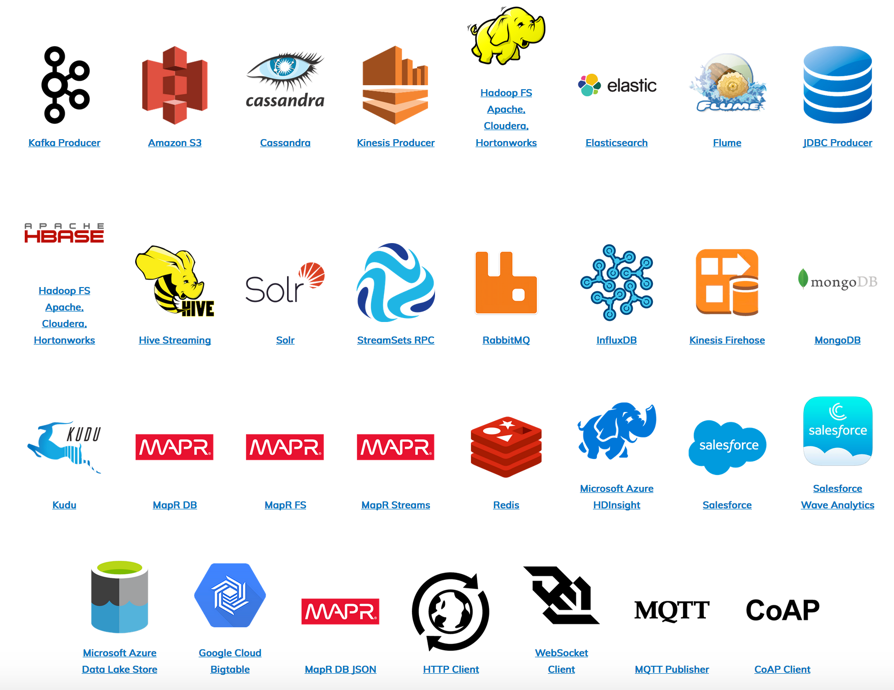 cassandra
elastic
FLUME
Kafka Producer
Amazon S3
Cassandra
Kinesis Producer
Hadoop FS
Apache,
Cloudera,
Hortonworks
Elasticsearch
Flume
JDBC Producer
APACHE
HBASE
HIVE
Solr
mongoDB
Hadoop FS
Apache,
Cloudera,
Hortonworks
Hive Streaming
Solr
StreamSets RPC
RabbitMQ
InfluxDB
Kinesis Firehose
MongoDB
KUDU
MAPR
MAPR
MAPR
salesforce
salesforce
Kudu
MapR DB
MapR FS
MapR Streams
Redis
Microsoft Azure
HDInsight
Salesforce
Salesforce
Wave Analytics
MAPR
MQTT
CoAP
Microsoft Azure
Data Lake Store
Google Cloud
Bigtable
MapR DB JSON
HTTP Client
WebSocket
Client
MQTT Publisher
CoAP Client